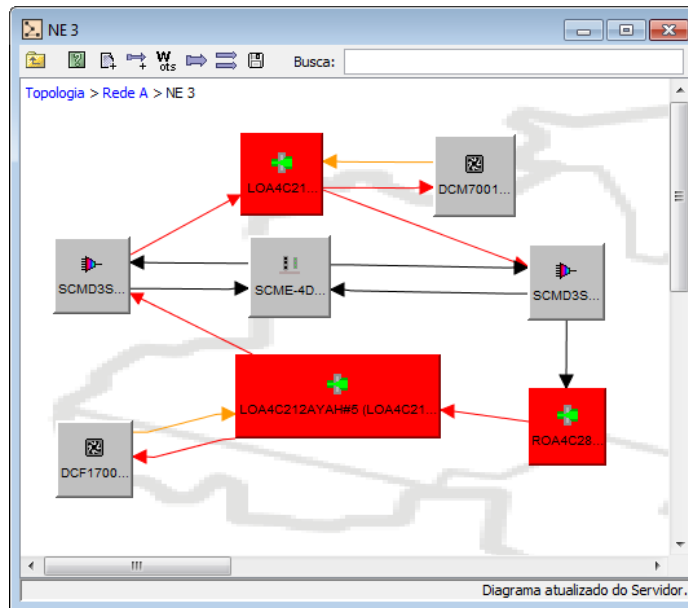 NE 3
W
ots
Busca:
Topologia > Rede A > NE 3
LOA4C21...
DCM7001...
SCMD3S...
SCME-4D...
SCMD3S...
LOA4C212AYAH#5 (LOA4C21...
ROA4C28...
DCF1700...
Diagrama atualizado do Servidor.